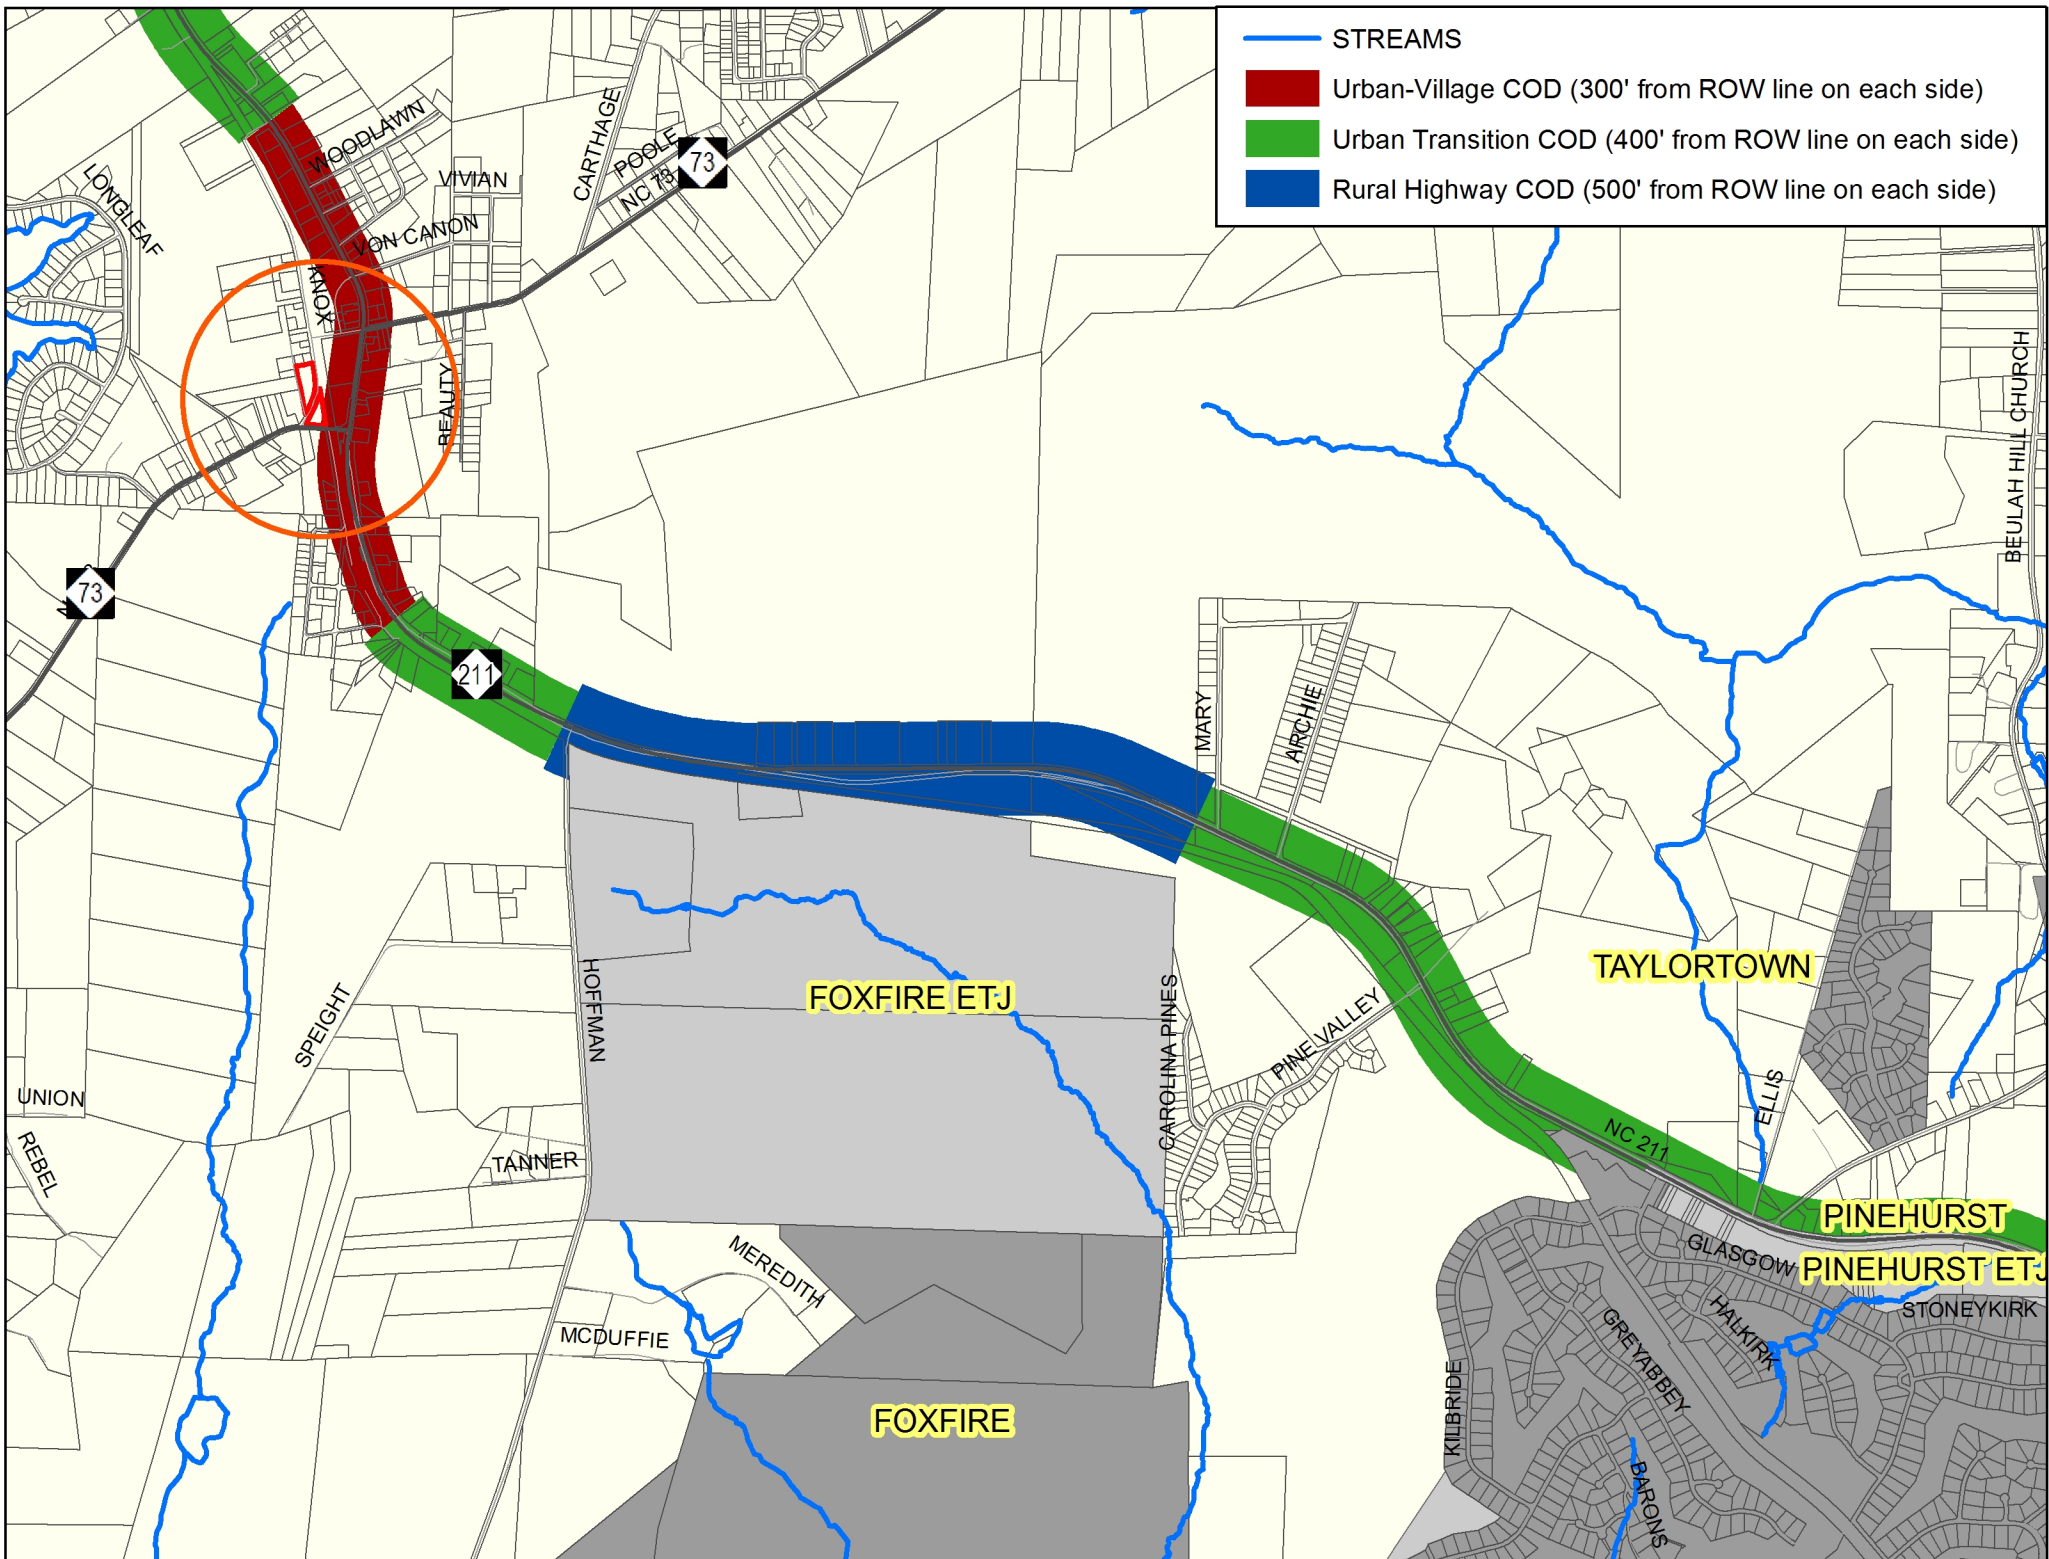 STREAMS
Urban-Village COD (300' from ROW line on each side)
Urban Transition COD (400' from ROW line on each side)
Rural Highway COD (500' from ROW line on each side)
WOODLAWN
CARTHAGE
POOLE
73
NC 73
LONGLEAF
VIVIAN
VON CANON
KNOX
BEAUTY
BEULAH HILL CHURCH
73
211
MARY
ARCHIE
TAYLORTOWN
HOFFMAN
FOXFIRE ETJ
SPEIGHT
CAROLINA PINES
PINE VALLEY
UNION
ELLIS
NC 211
REBEL
TANNER
PINEHURST
GLASGOW
PINEHURST ETJ
MEREDITH
STONEYKIRK
HALKIRK
MCDUFFIE
GREYABBEY
KILBRIDE
FOXFIRE
BARONS